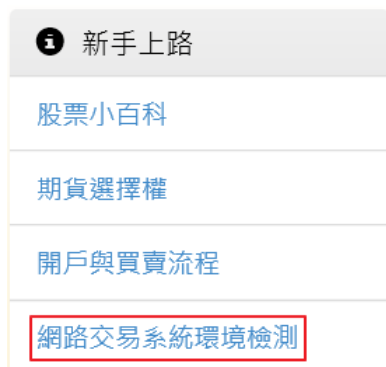 新手上路
股票小百科
期貨選擇權
開戶與買賣流程
網路交易系統環境檢測